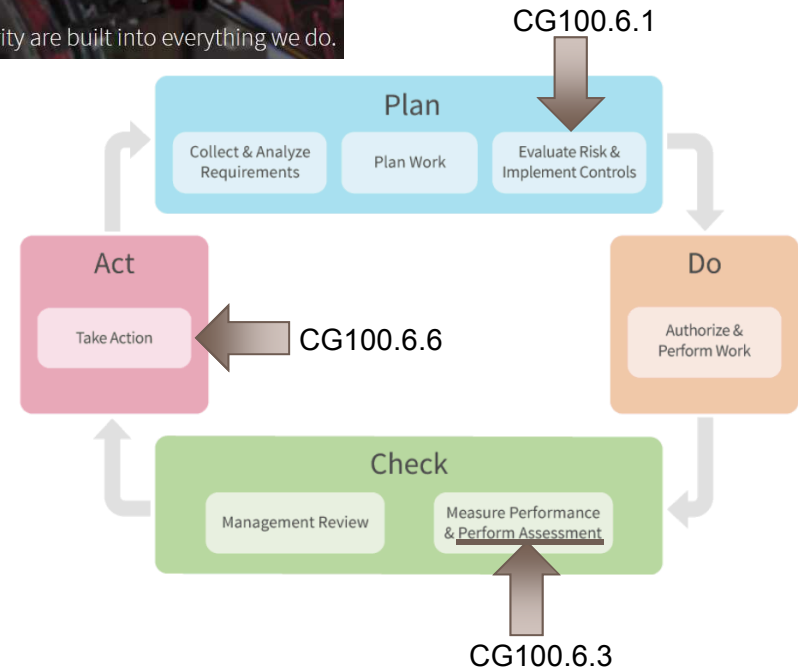 ity are built into everything we do.
CG100.6.1
Plan
Collect & Analyze
Requirements
Plan Work
Evaluate Risk &
Implement Controls
Act
Take Action
CG100.6.6
Do
Authorize &
Perform Work
Check
Management Review
Measure Performance
& Perform Assessment
CG100.6.3